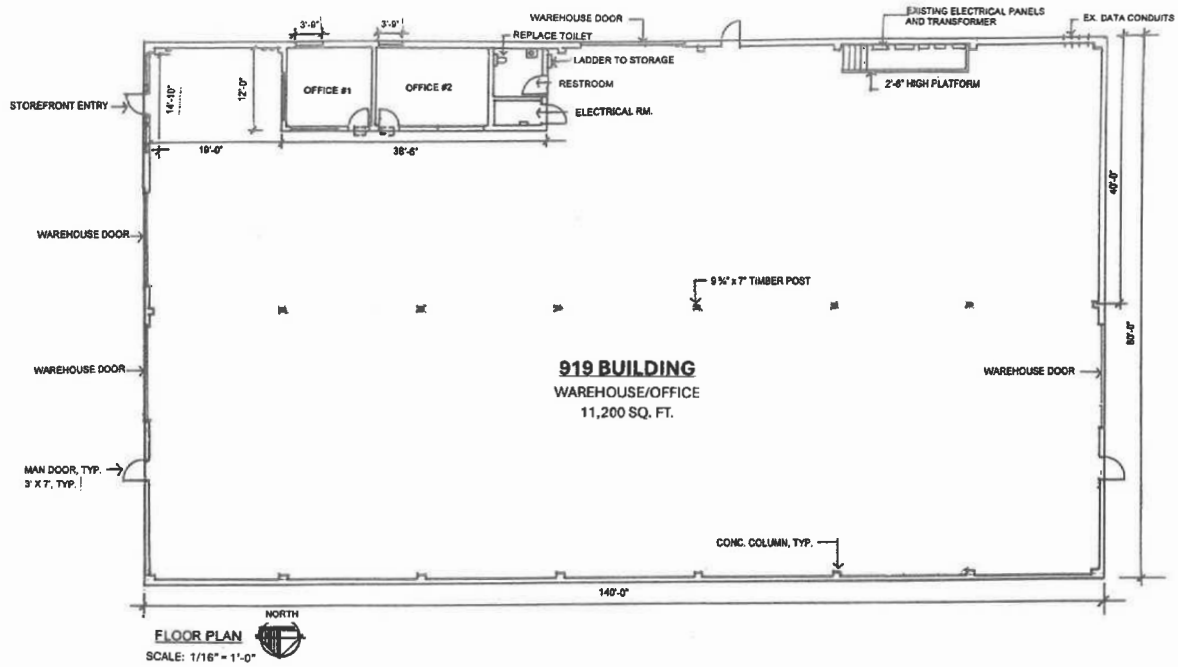 3'-9"
3'-9"
WAREHOUSE DOOR
EXISTING ELECTRICAL PANELS
AND TRANSFORMER
EX. DATA CONDUITS
REPLACE TOILET
LADDER TO STORAGE
RESTROOM
2'-6" HIGH PLATFORM
OFFICE #1
OFFICE #2
ELECTRICAL RM.
STOREFRONT ENTRY
14'-10"
12'-0"
19'-0"
38'-6"
40'-0"
WAREHOUSE DOOR
9 ¾" x 7" TIMBER POST
80'-0"
919 BUILDING
WAREHOUSE/OFFICE
11,200 SQ. FT.
WAREHOUSE DOOR
WAREHOUSE DOOR
MAN DOOR, TYP.
3' X 7', TYP.
CONC. COLUMN, TYP.
140'-0"
NORTH
FLOOR PLAN
SCALE: 1/16" = 1'-0"